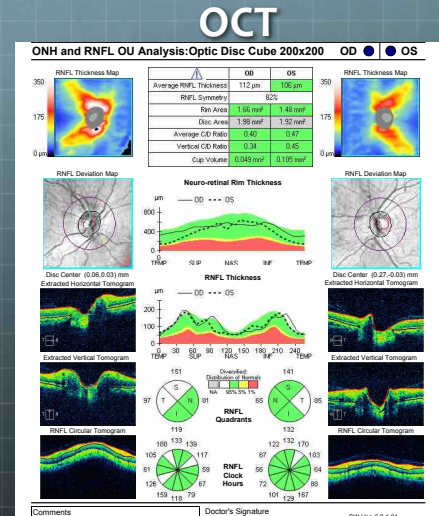 OCT
ONH and RNFL OU Analysis:Optic Disc Cube 200x200 OD OS
RNFL Thickness Map
350
175
0 µm
OD OS
Average RNFL Thickness 112 µm 106 µm
RNFL Symmetry 82%
Rim Area 1.66 mm² 1.48 mm²
Disc Area 1.98 mm² 1.92 mm²
Average C/D Ratio 0.40 0.47
Vertical C/D Ratio 0.34 0.45
Cup Volume 0.049 mm³ 0.105 mm³
RNFL Thickness Map
350
175
0 µm
RNFL Deviation Map
Neuro-retinal Rim Thickness
µm OD OS
800
400
0
TEMP SUP NAS INF TEMP
RNFL Deviation Map
Disc Center (0.06,0.03) mm
Extracted Horizontal Tomogram
RNFL Thickness
µm OD OS
200
100
0
0 30 60 90 120 150 180 210 240
TEMP SUP NAS INF TEMP
Disc Center (0.27,-0.03) mm
Extracted Horizontal Tomogram
Extracted Vertical Tomogram
Diversified:
Distribution of Normals
NA 95% 5% 1%
Extracted Vertical Tomogram
151
97 T S N I 81
119
RNFL
Quadrants
141
65 N S T I 85
132
RNFL Circular Tomogram
133 139
105 117
61 59
126 67
159 118 79
RNFL
Clock
Hours
122 170
67 103
56 64
72 88
101 129 167
RNFL Circular Tomogram
Comments
Doctor's Signature